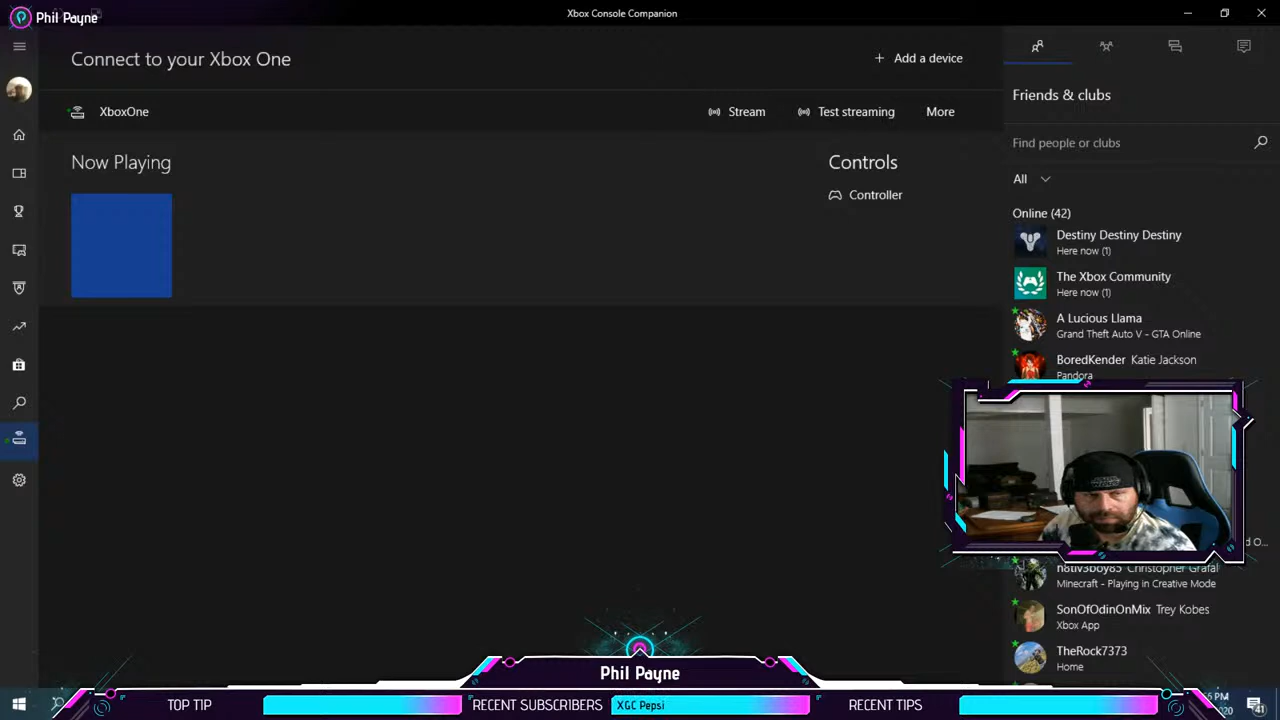 Phil Payne
Xbox Console Companion
Connect to your Xbox One
Add a device
XboxOne
Stream
Test streaming
More
Now Playing
Controls
Controller
Friends & clubs
Find people or clubs
All
Online (42)
Destiny Destiny Destiny
Here now (1)
The Xbox Community
Here now (1)
A Lucious Llama
Grand Theft Auto V - GTA Online
BoredKender Katie Jackson
Pandora
n8tiv3boy85 Christopher Grafal
Minecraft - Playing in Creative Mode
SonOfOdinOnMix Trey Kobes
Xbox App
TheRock7373
Home
Phil Payne
TOP TIP
RECENT SUBSCRIBERS
XGC Pepsi
RECENT TIPS